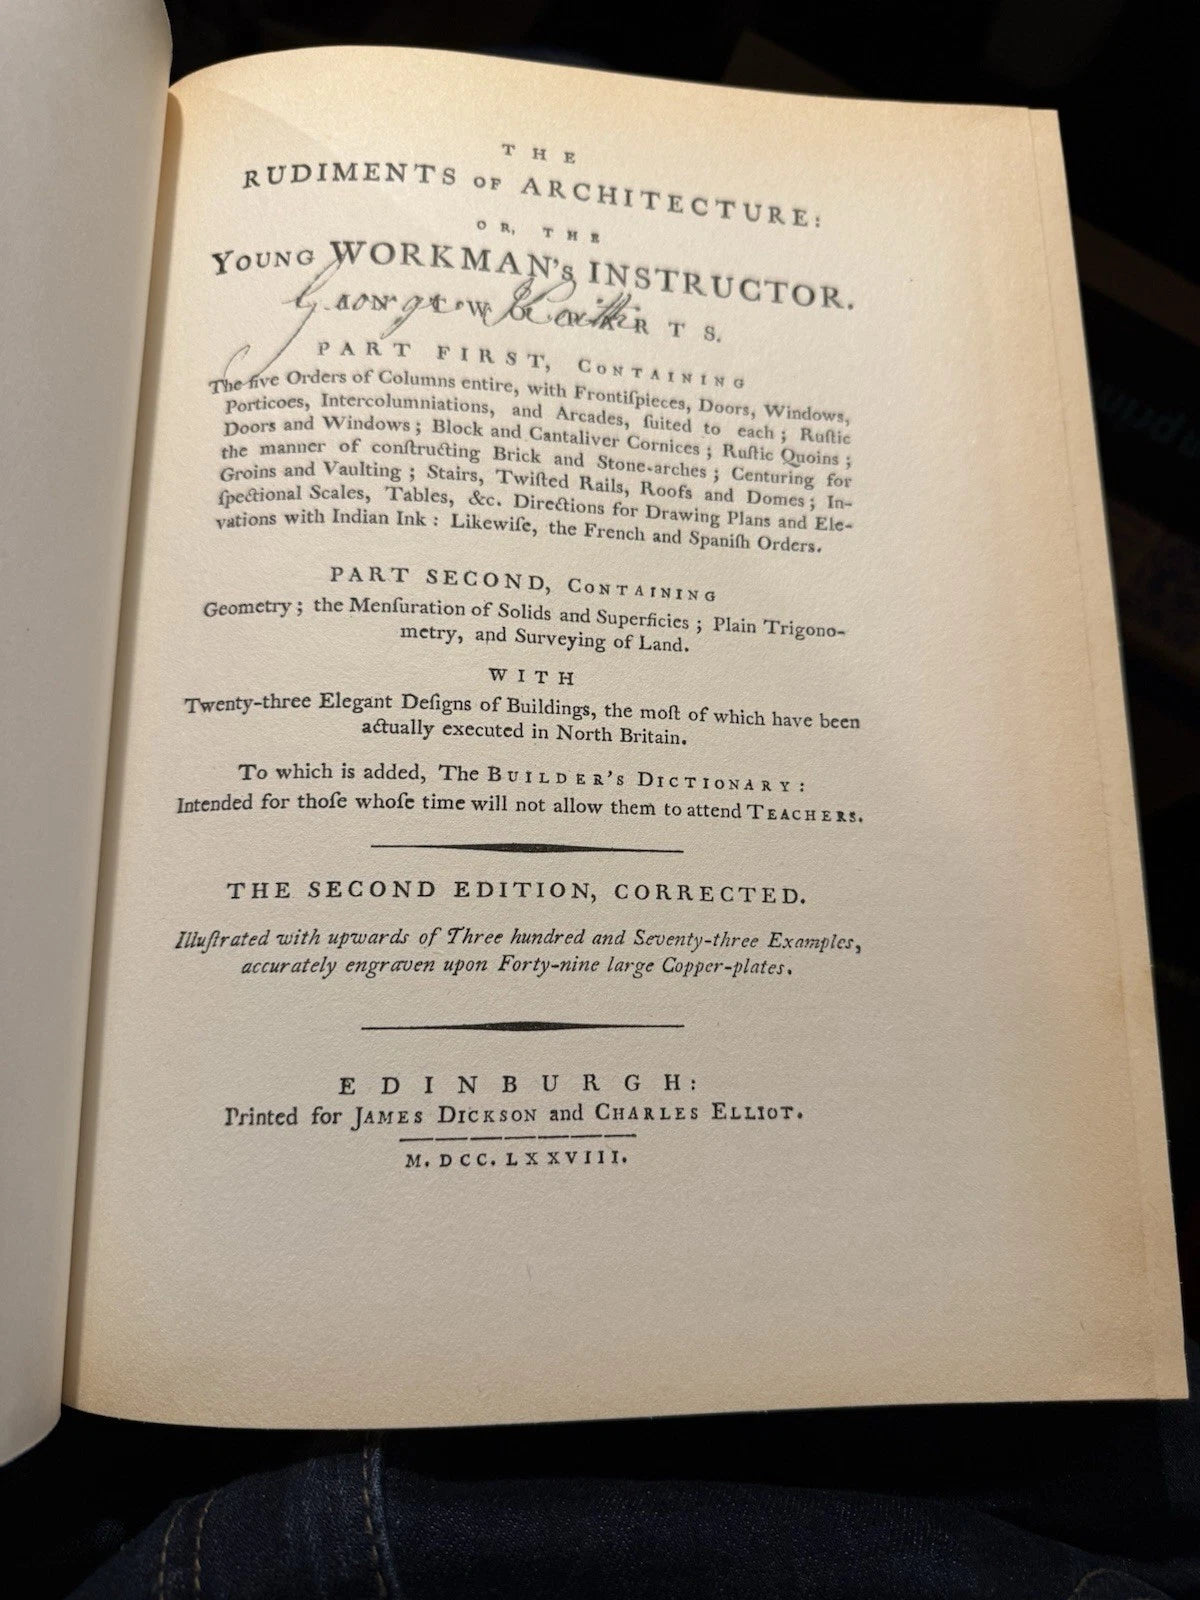 THE
RUDIMENTS OF ARCHITECTURE:
OR, THE
YOUNG WORKMAN's INSTRUCTOR.
George
PARTS.
PART FIRST, CONTAINING
The five Orders of Columns entire, with Frontiſpieces, Doors, Windows,
Porticoes, Intercolumniations, and Arcades, ſuited to each; Ruſtic
Doors and Windows; Block and Cantaliver Cornices; Ruſtic Quoins;
the manner of conſtructing Brick and Stone-arches; Centuring for
Groins and Vaulting; Stairs, Twiſted Rails, Roofs and Domes; In-
ſpectional Scales, Tables, &c. Directions for Drawing Plans and Ele-
vations with Indian Ink: Likewiſe, the French and Spaniſh Orders.
PART SECOND, CONTAINING
Geometry; the Menſuration of Solids and Superficies; Plain Trigono-
metry, and Surveying of Land.
WITH
Twenty-three Elegant Deſigns of Buildings, the moſt of which have been
actually executed in North Britain.
To which is added, The BUILDER's DICTIONARY:
Intended for thoſe whoſe time will not allow them to attend TEACHERS.
THE SECOND EDITION, CORRECTED.
Illuſtrated with upwards of Three hundred and Seventy-three Examples,
accurately engraven upon Forty-nine large Copper-plates.
EDINBURGH:
Printed for JAMES DICKSON and CHARLES ELLIOT.
M.DCC.LXXVIII.